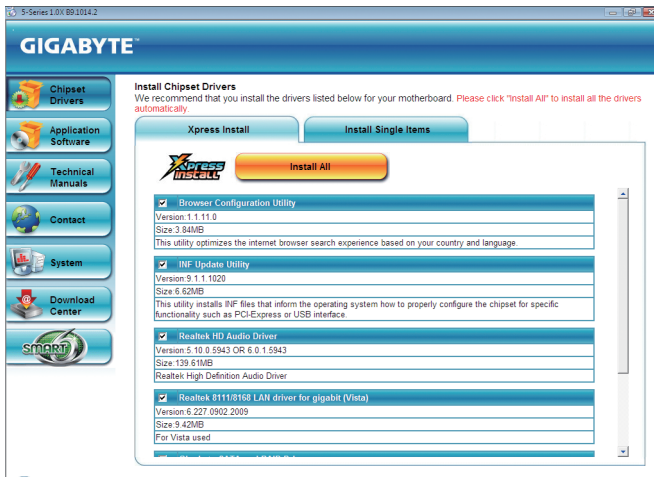 5-Series 1.0X B9.1014.2
GIGABYTE™
Chipset
Drivers
Application
Software
Technical
Manuals
Contact
System
Download
Center
SMART6
Install Chipset Drivers
We recommend that you install the drivers listed below for your motherboard. Please click "Install All" to install all the drivers
automatically.
Xpress Install
Install Single Items
Xpress
Install
Install All
Browser Configuration Utility
Version:1.1.11.0
Size:3.84MB
This utility optimizes the internet browser search experience based on your country and language.
INF Update Utility
Version:9.1.1.1020
Size:6.62MB
This utility installs INF files that inform the operating system how to properly configure the chipset for specific
functionality such as PCI-Express or USB interface.
Realtek HD Audio Driver
Version:5.10.0.5943 OR 6.0.1.5943
Size:139.61MB
Realtek High Definition Audio Driver
Realtek 8111/8168 LAN driver for gigabit (Vista)
Version:6.227.0902.2009
Size:9.42MB
For Vista used